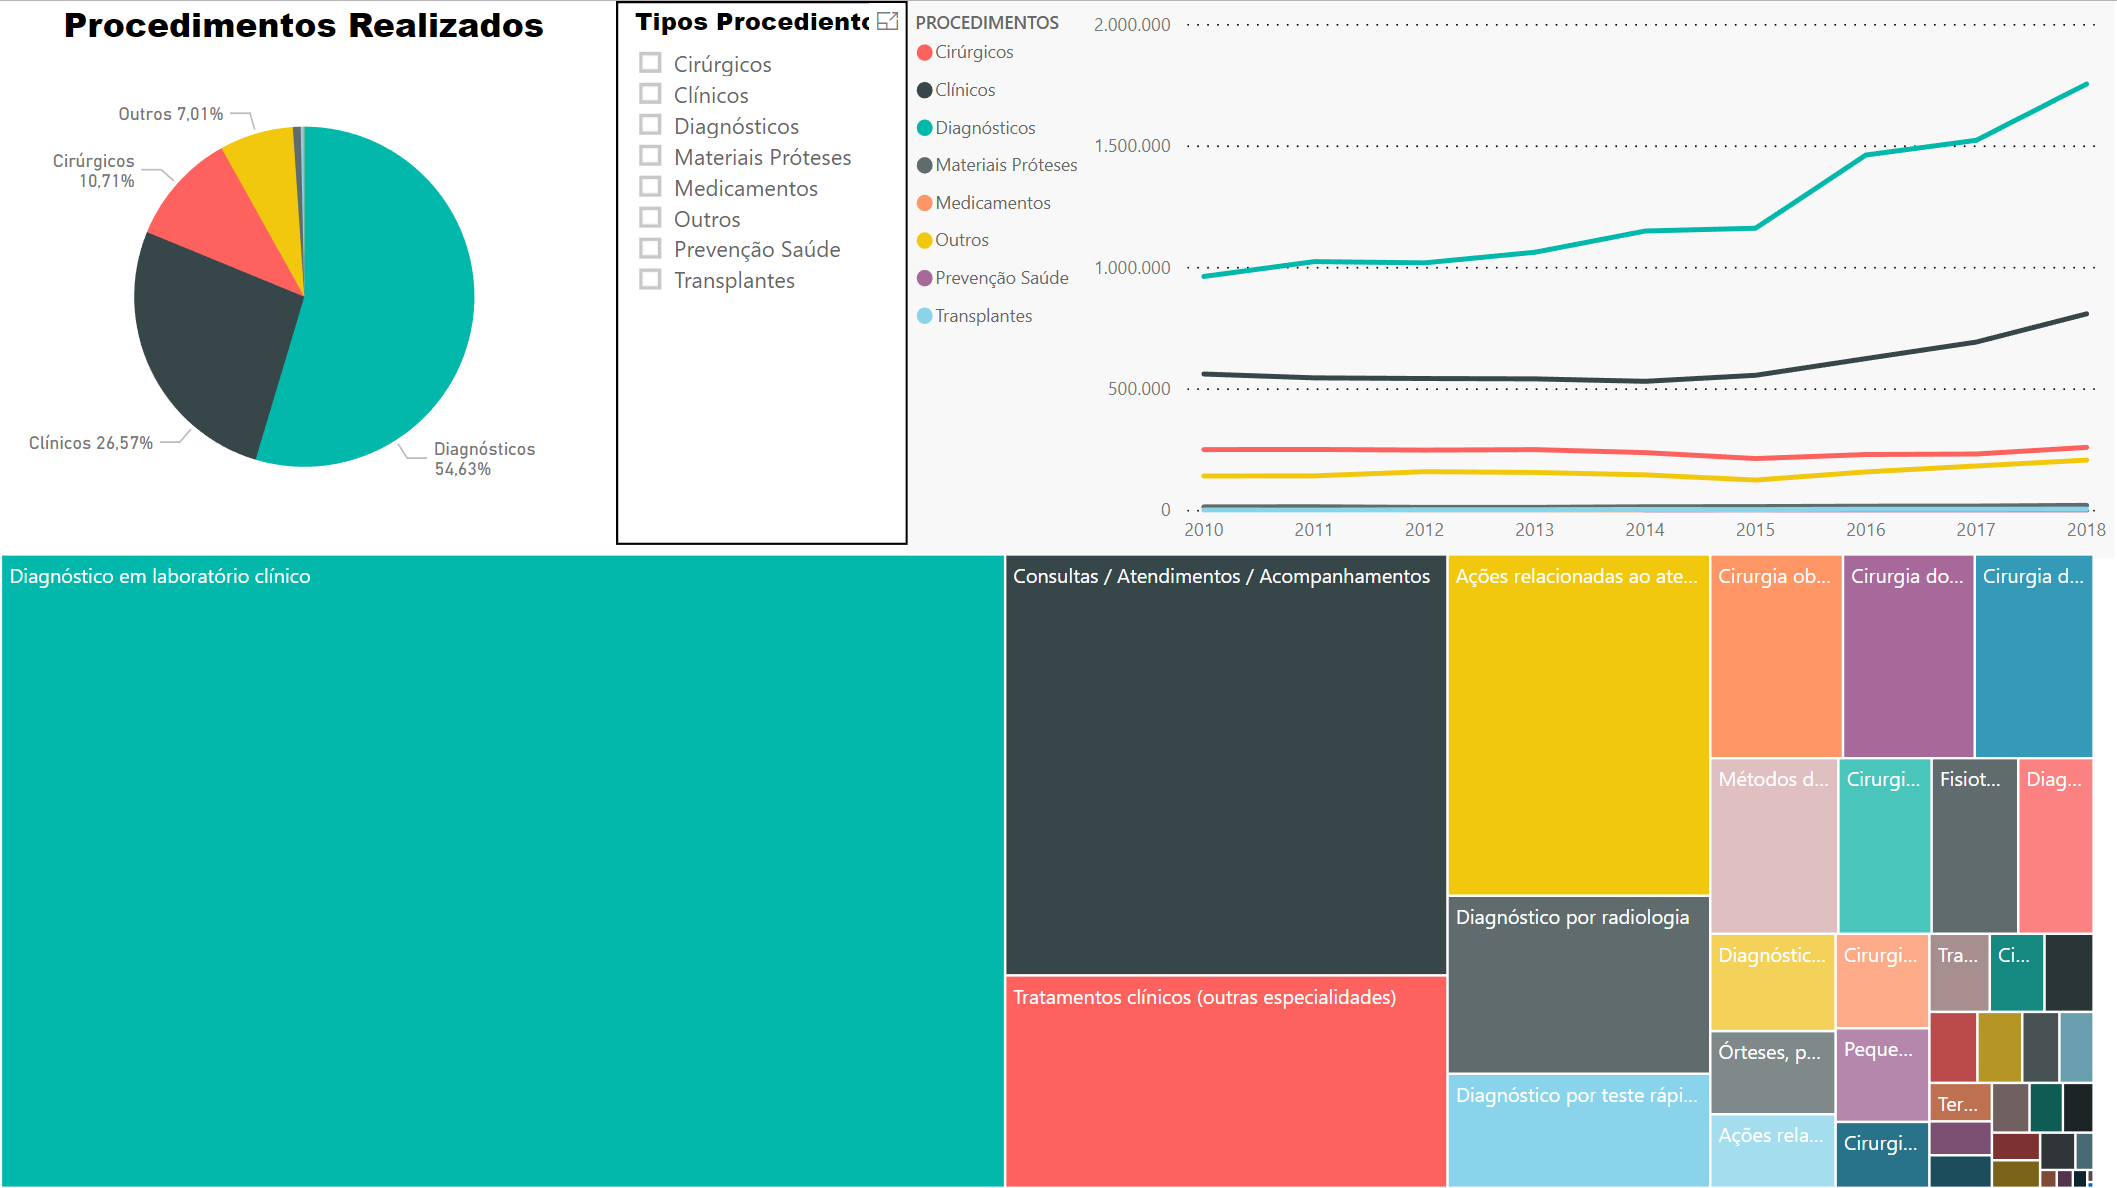 Procedimentos Realizados
Outros 7,01%
Cirúrgicos
10,71%
Clínicos 26,57%
Diagnósticos
54,63%
Tipos Procediento
Cirúrgicos
Clínicos
Diagnósticos
Materiais Próteses
Medicamentos
Outros
Prevenção Saúde
Transplantes
PROCEDIMENTOS
Cirúrgicos
Clínicos
Diagnósticos
Materiais Próteses
Medicamentos
Outros
Prevenção Saúde
Transplantes
2.000.000
1.500.000
1.000.000
500.000
0
2010 2011 2012 2013 2014 2015 2016 2017 2018
Diagnóstico em laboratório clínico
Consultas / Atendimentos / Acompanhamentos
Tratamentos clínicos (outras especialidades)
Ações relacionadas ao ate...
Diagnóstico por radiologia
Diagnóstico por teste rápi...
Cirurgia ob...
Cirurgia do...
Cirurgia d...
Métodos d...
Cirurgi...
Fisiot...
Diag...
Diagnóstic...
Cirurgi...
Tra...
Ci...
Órteses, p...
Peque...
Ter...
Ações rela...
Cirurgi...